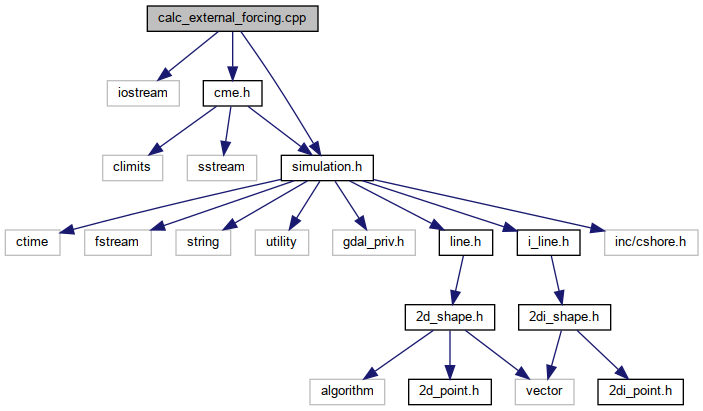 calc_external_forcing.cpp
iostream
cme.h
climits
sstream
simulation.h
ctime
fstream
string
utility
gdal_priv.h
line.h
i_line.h
inc/cshore.h
2d_shape.h
2di_shape.h
algorithm
2d_point.h
vector
2di_point.h